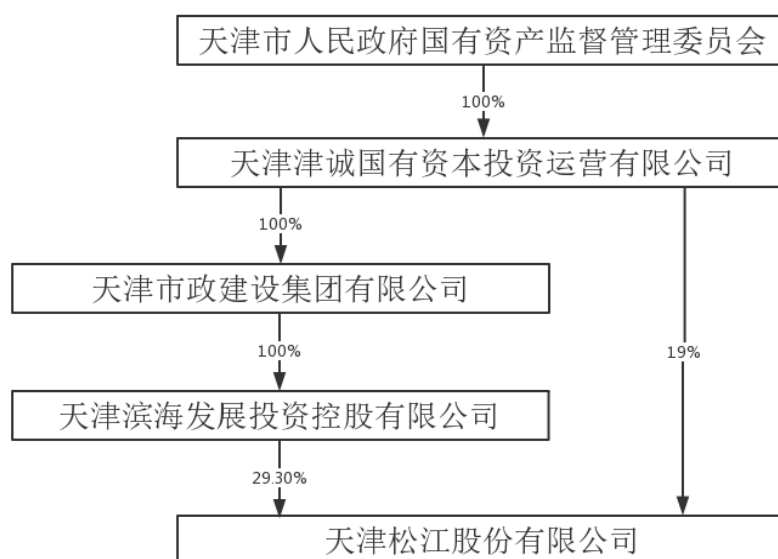 天津市人民政府国有资产监督管理委员会
100%
天津津诚国有资本投资运营有限公司
100%
天津市政建设集团有限公司
100%
19%
天津滨海发展投资控股有限公司
29.30%
天津松江股份有限公司